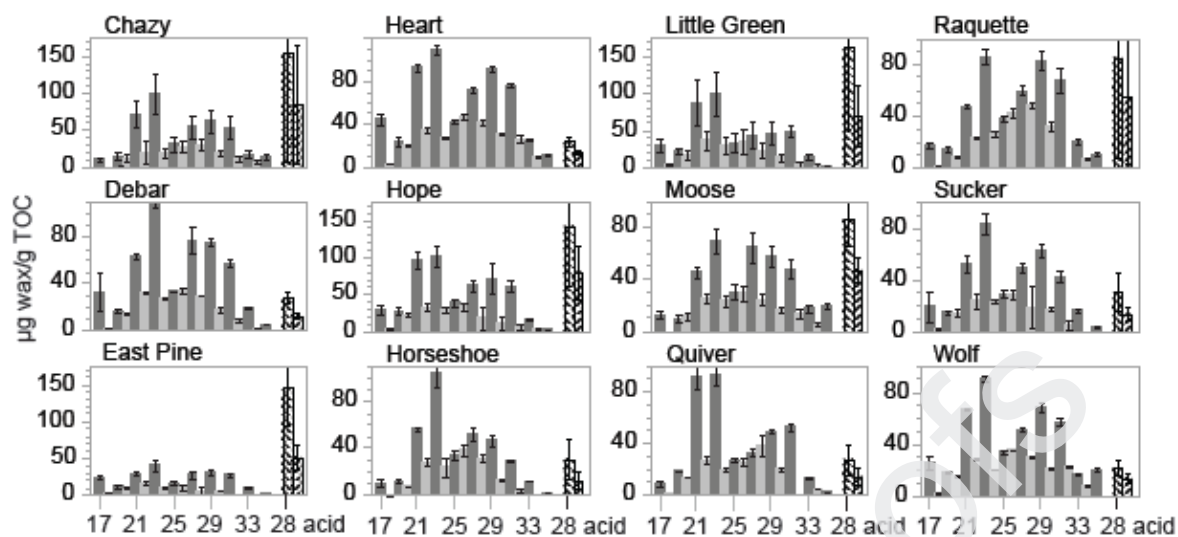 Chazy Heart Little Green Raquette
150 150
100 80 100 80
50 40 50 40
0 0 0 0
Debar Hope Moose Sucker
150
80 100 80 80
40 50 40 40
0 0 0 0
µg wax/g TOC
East Pine Horseshoe Quiver Wolf
150
100 80 80 80
50 40 40 40
0 0 0 0
17 21 25 29 33 28 acid 17 21 25 29 33 28 acid 17 21 25 29 33 28 acid 17 21 25 29 33 28 acid
ofs